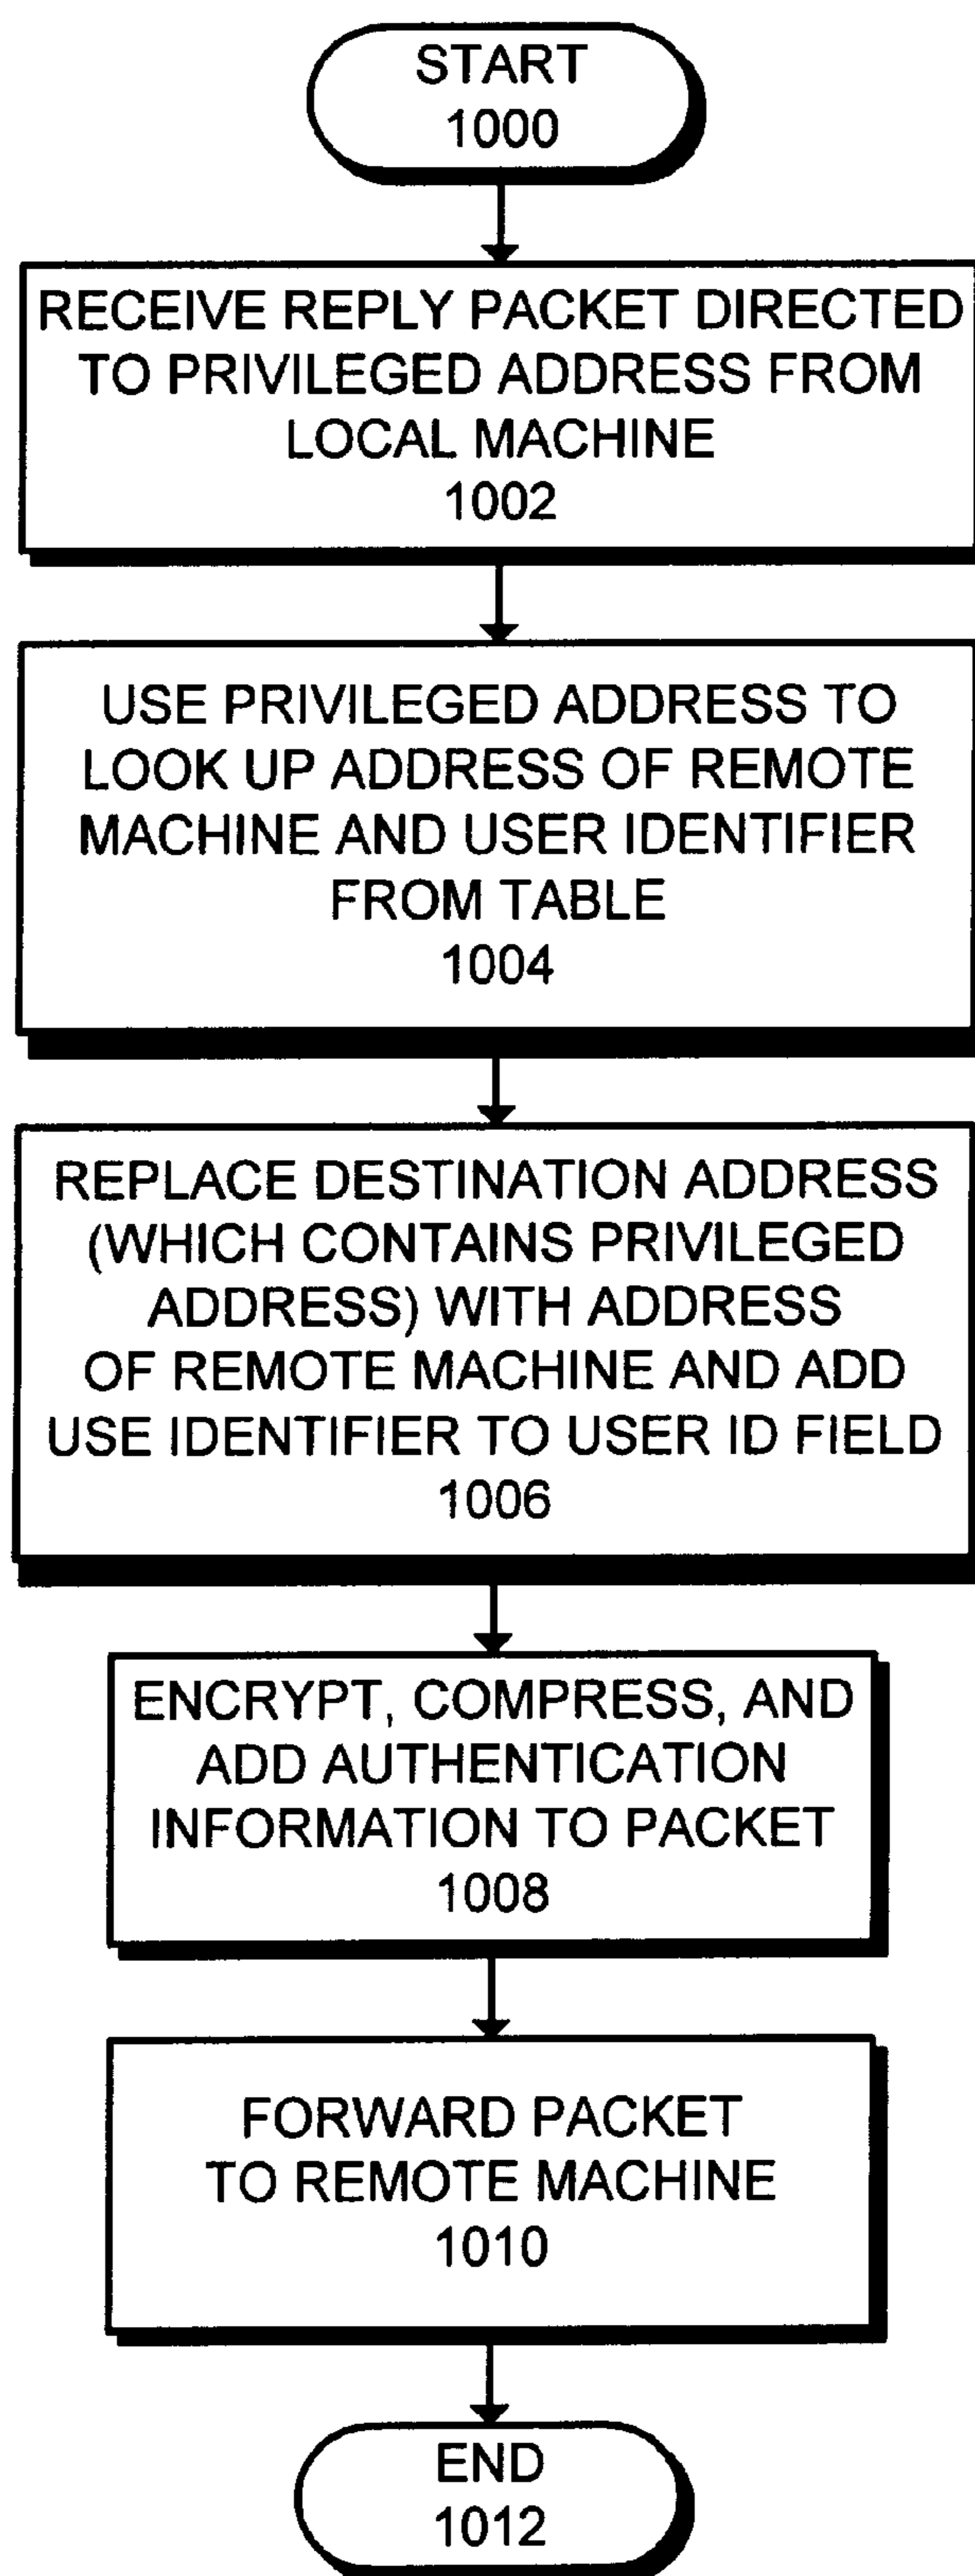 START
1000
RECEIVE REPLY PACKET DIRECTED
TO PRIVILEGED ADDRESS FROM
LOCAL MACHINE
1002
USE PRIVILEGED ADDRESS TO
LOOK UP ADDRESS OF REMOTE
MACHINE AND USER IDENTIFIER
FROM TABLE
1004
REPLACE DESTINATION ADDRESS
(WHICH CONTAINS PRIVILEGED
ADDRESS) WITH ADDRESS
OF REMOTE MACHINE AND ADD
USE IDENTIFIER TO USER ID FIELD
1006
ENCRYPT, COMPRESS, AND
ADD AUTHENTICATION
INFORMATION TO PACKET
1008
FORWARD PACKET
TO REMOTE MACHINE
1010
END
1012